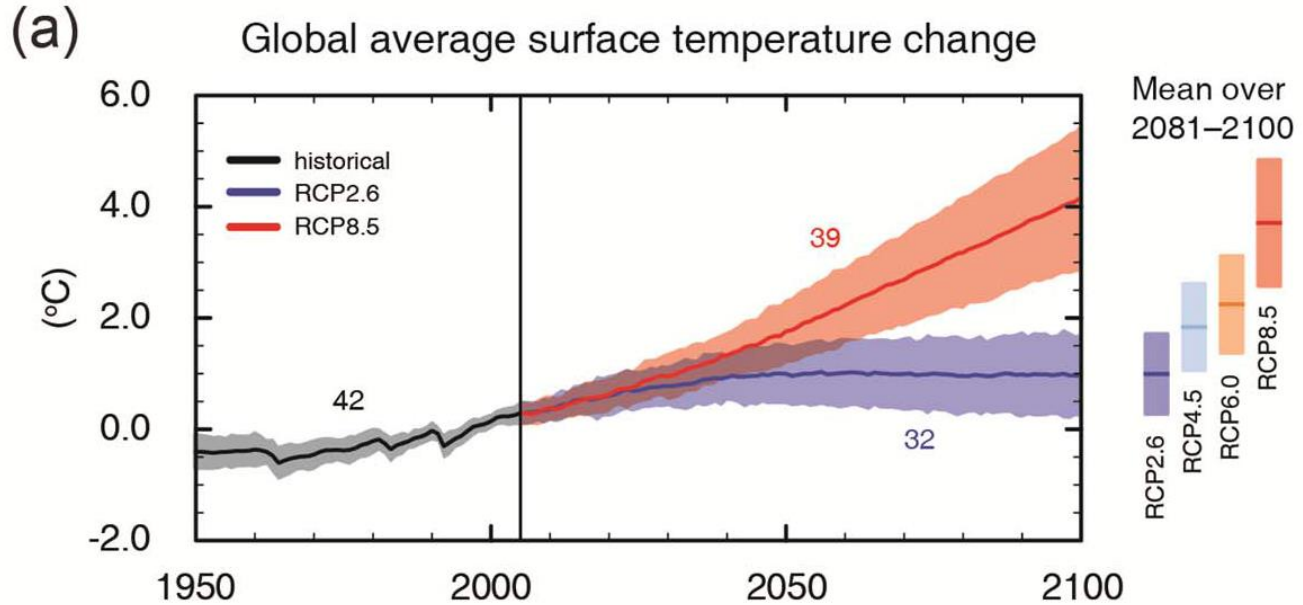 (a)
Global average surface temperature change
6.0
4.0
2.0
0.0
-2.0
(°C)
historical
RCP2.6
RCP8.5
42
39
32
1950
2000
2050
2100
Mean over
2081–2100
RCP2.6
RCP4.5
RCP6.0
RCP8.5